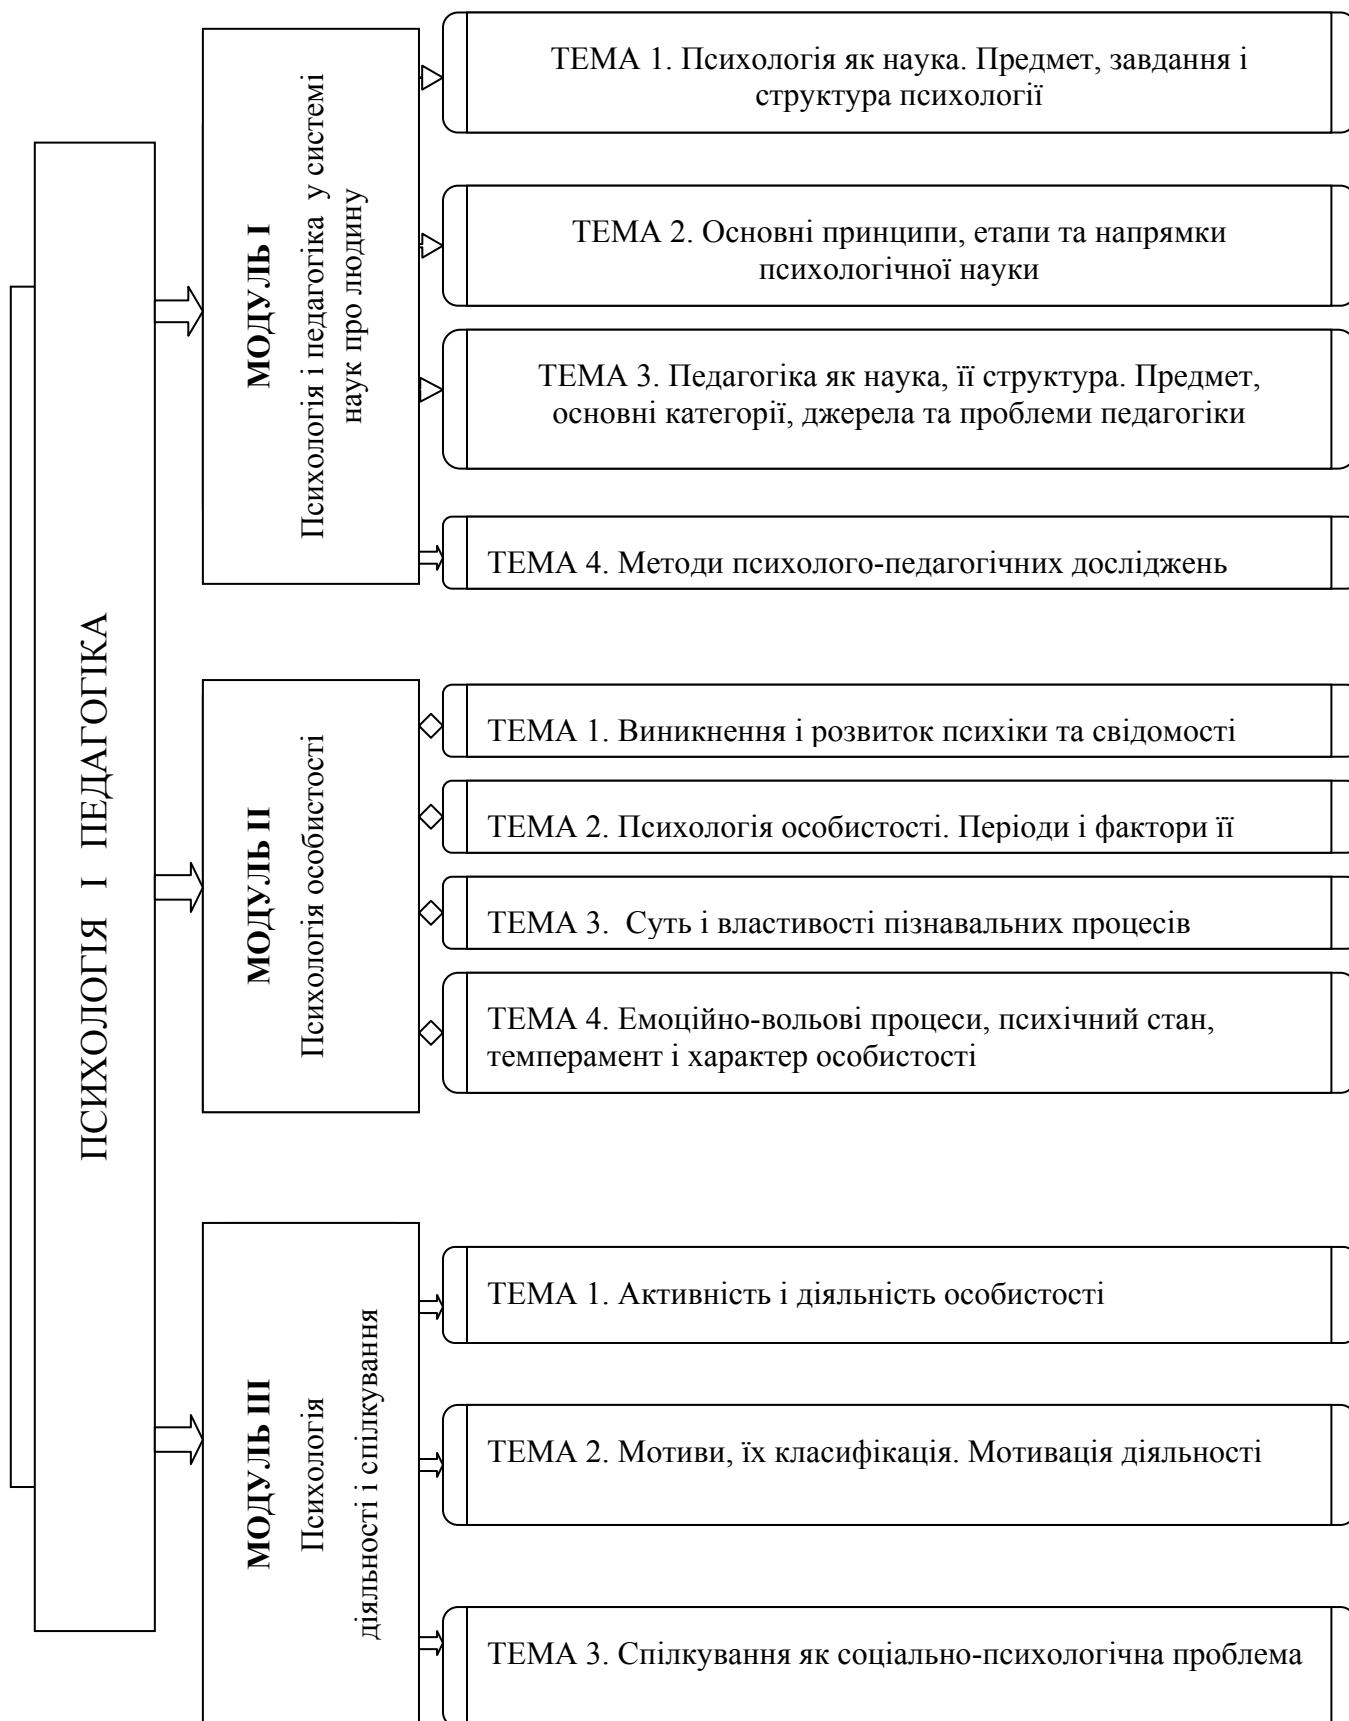 ПСИХОЛОГІЯ І ПЕДАГОГІКА
МОДУЛЬ І
Психологія і педагогіка у системі
наук про людину
ТЕМА 1. Психологія як наука. Предмет, завдання і
структура психології
ТЕМА 2. Основні принципи, етапи та напрямки
психологічної науки
ТЕМА 3. Педагогіка як наука, її структура. Предмет,
основні категорії, джерела та проблеми педагогіки
ТЕМА 4. Методи психолого-педагогічних досліджень
МОДУЛЬ ІІ
Психологія особистості
ТЕМА 1. Виникнення і розвиток психіки та свідомості
ТЕМА 2. Психологія особистості. Періоди і фактори її
ТЕМА 3. Суть і властивості пізнавальних процесів
ТЕМА 4. Емоційно-вольові процеси, психічний стан,
темперамент і характер особистості
МОДУЛЬ ІІІ
Психологія
діяльності і спілкування
ТЕМА 1. Активність і діяльність особистості
ТЕМА 2. Мотиви, їх класифікація. Мотивація діяльності
ТЕМА 3. Спілкування як соціально-психологічна проблема